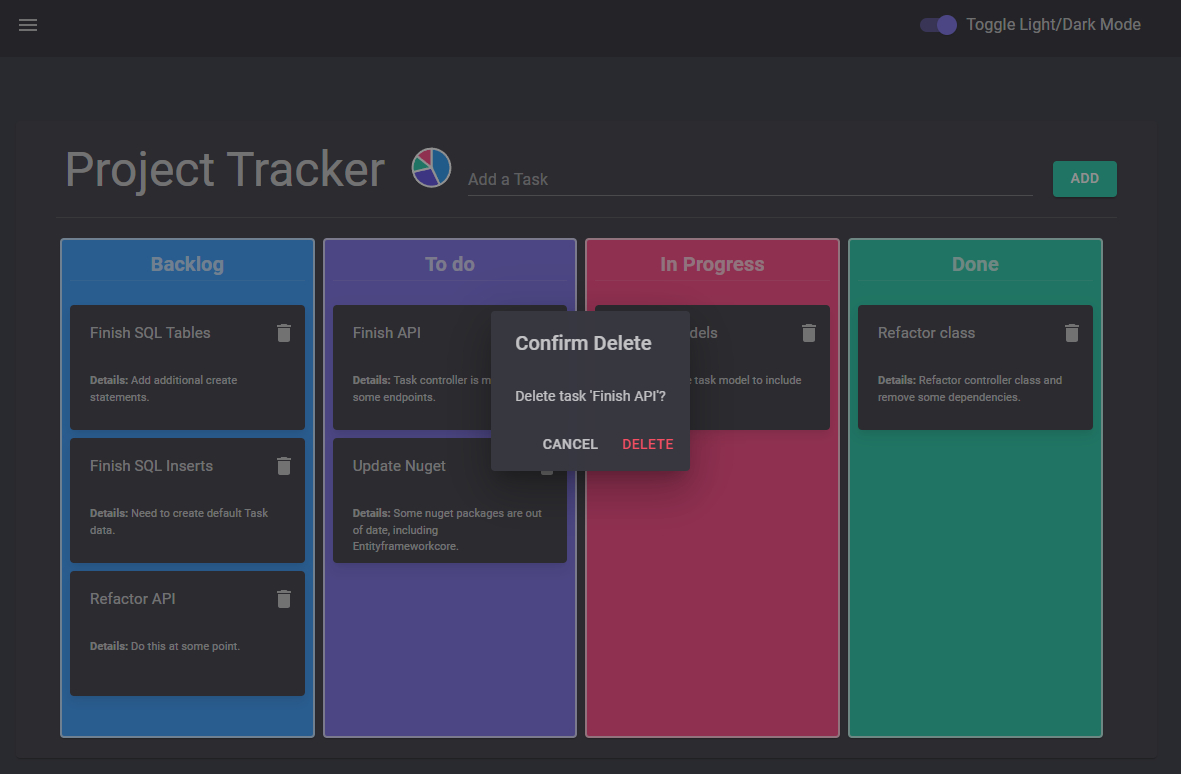 Toggle Light/Dark Mode
Project Tracker
Add a Task
ADD
Backlog
Finish SQL Tables
Details: Add additional create
statements.
Finish SQL Inserts
Details: Need to create default Task
data.
Refactor API
Details: Do this at some point.
To do
Finish API
Details: Task controller is m
some endpoints.
Update Nuget
Details: Some nuget packages are out
of date, including
Entityframeworkcore.
In Progress
dels
task model to include
Done
Refactor class
Details: Refactor controller class and
remove some dependencies.
Confirm Delete
Delete task 'Finish API'?
CANCEL
DELETE